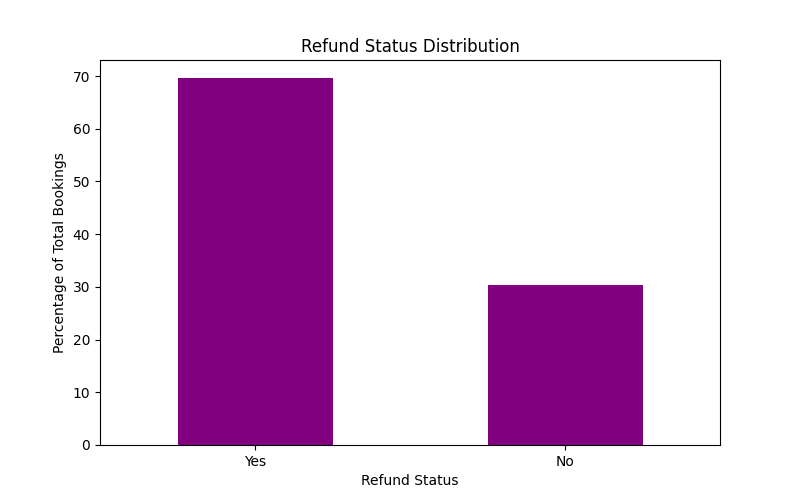 Refund Status Distribution
Percentage of Total Bookings
70
60
50
40
30
20
10
0
Yes
No
Refund Status